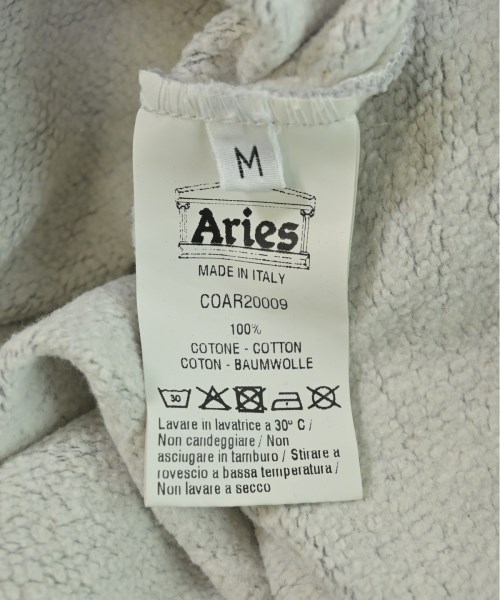 M
Aries
MADE IN ITALY
COAR20009
100%
COTONE - COTTON
COTON - BAUMWOLLE
30
Lavare in lavatrice a 30º C /
Non candeggiare / Non
asciugare in tamburo / Stirare a
rovescio a bassa temperatura /
Non lavare a secco